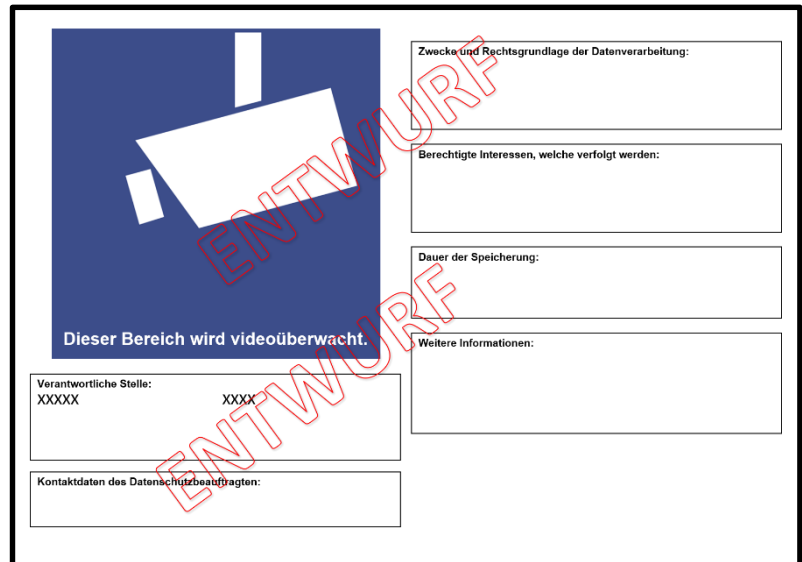 Dieser Bereich wird videoüberwacht.
Verantwortliche Stelle:
XXXXX XXXX
Kontaktdaten des Datenschutzbeauftragten:
Zwecke und Rechtsgrundlage der Datenverarbeitung:
Berechtigte Interessen, welche verfolgt werden:
Dauer der Speicherung:
Weitere Informationen:
ENTWURF
ENTWURF